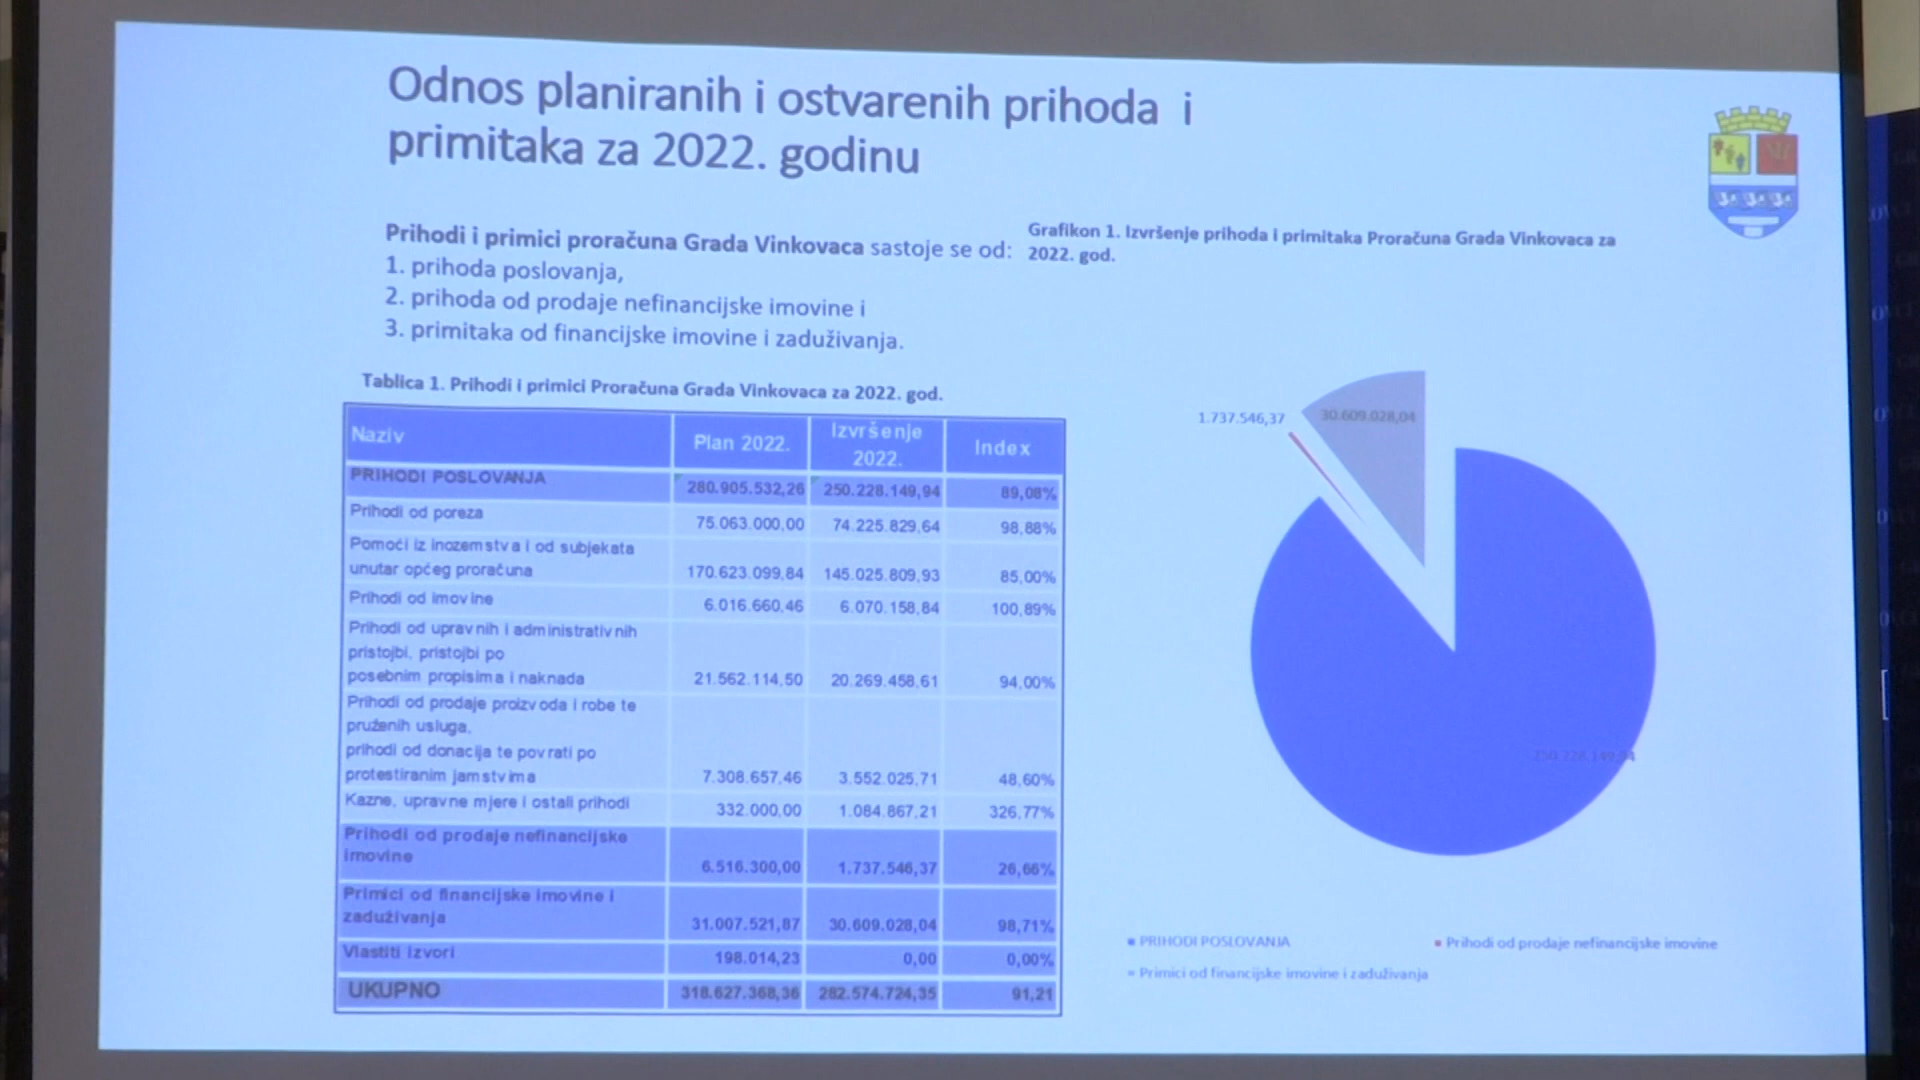 Odnos planiranih i ostvarenih prihoda i
primitaka za 2022. godinu
Prihodi i primici proračuna Grada Vinkovaca sastoje se od:
1. prihoda poslovanja,
2. prihoda od prodaje nefinancijske imovine i
3. primitaka od financijske imovine i zaduživanja.
Tablica 1. Prihodi i primici Proračuna Grada Vinkovaca za 2022. god.
Naziv Plan 2022. Izvršenje 2022. Index
PRIHODI POSLOVANJA 280.905.532,26 250.228.149,94 89,08%
Prihodi od poreza 75.063.000,00 74.225.829,64 98,88%
Pomoći iz inozemstva i od subjekata
unutar općeg proračuna 170.623.099,84 145.025.809,93 85,00%
Prihodi od imovine 6.016.660,46 6.070.158,84 100,89%
Prihodi od upravnih i administrativnih
pristojbi, pristojbi po
posebnim propisima i naknada 21.562.114,50 20.269.458,61 94,00%
Prihodi od prodaje proizvoda i robe te
pruženih usluga,
prihodi od donacija te povrati po
protestiranim jamstvima 7.308.657,46 3.552.025,71 48,60%
Kazne, upravne mjere i ostali prihodi 332.000,00 1.084.867,21 326,77%
Prihodi od prodaje nefinancijske
imovine 6.516.300,00 1.737.546,37 26,66%
Primici od financijske imovine i
zaduživanja 31.007.521,87 30.609.028,04 98,71%
Vlastiti izvori 198.014,23 0,00 0,00%
UKUPNO 318.627.368,36 282.574.724,35 91,21
Grafikon 1. Izvršenje prihoda i primitaka Proračuna Grada Vinkovaca za
2022. god.
1.737.546,37
30.609.028,04
250.228.149,94
PRIHODI POSLOVANJA
Prihodi od prodaje nefinancijske imovine
Primici od financijske imovine i zaduživanja